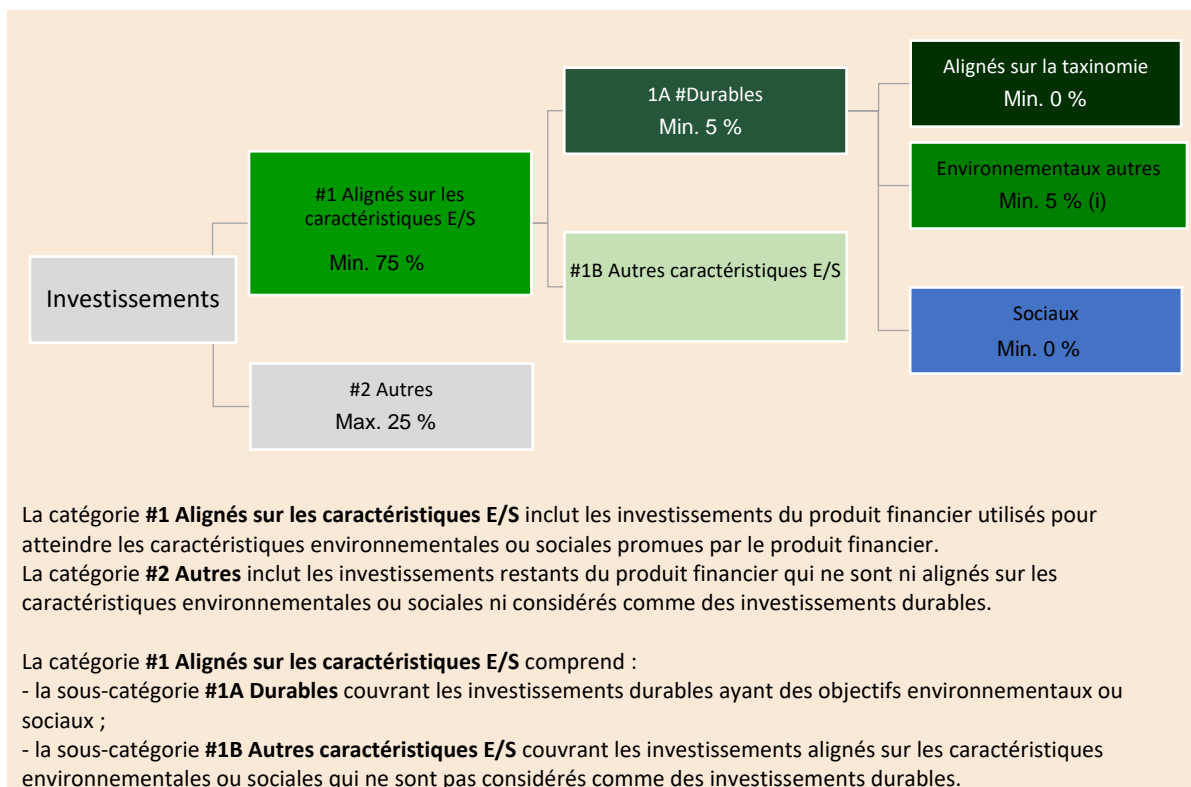 Investissements
#1 Alignés sur les
caractéristiques E/S
Min. 75 %
#2 Autres
Max. 25 %
1A #Durables
Min. 5 %
#1B Autres caractéristiques E/S
Alignés sur la taxinomie
Min. 0 %
Environnementaux autres
Min. 5 % (i)
Sociaux
Min. 0 %
La catégorie #1 Alignés sur les caractéristiques E/S inclut les investissements du produit financier utilisés pour
atteindre les caractéristiques environnementales ou sociales promues par le produit financier.
La catégorie #2 Autres inclut les investissements restants du produit financier qui ne sont ni alignés sur les
caractéristiques environnementales ou sociales ni considérés comme des investissements durables.
La catégorie #1 Alignés sur les caractéristiques E/S comprend :
- la sous-catégorie #1A Durables couvrant les investissements durables ayant des objectifs environnementaux ou
sociaux ;
- la sous-catégorie #1B Autres caractéristiques E/S couvrant les investissements alignés sur les caractéristiques
environnementales ou sociales qui ne sont pas considérés comme des investissements durables.